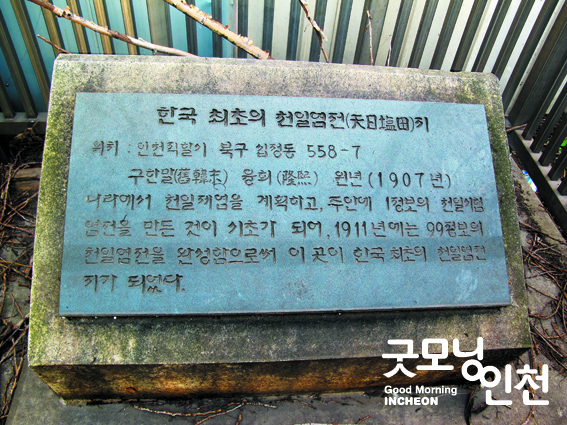 한국 최초의 천일염전(天日塩田)지
위치 : 인천직할시 북구 십정동 558-7
구한말(舊韓末) 융희(隆熙) 원년(1907년)
나라에서 천일제염을 계획하고, 주안에 1정보의 천일시험
염전을 만든 것이 시초가 되어, 1911년에는 99정보의
천일염전을 완성함으로써 이 곳이 한국 최초의 천일염전
지가 되었다.
굿모닝인천
Good Morning
INCHEON